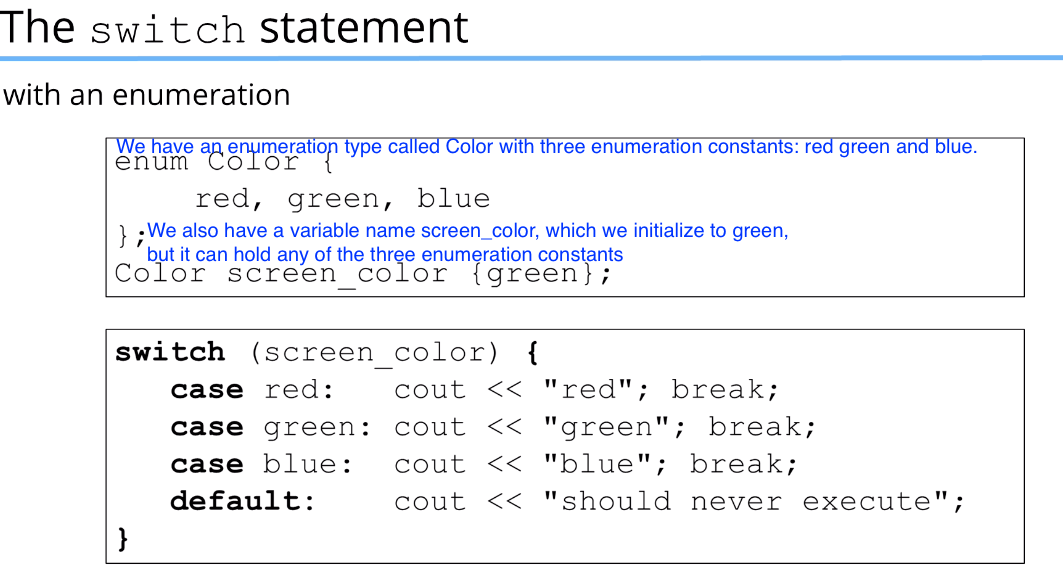 The switch statement
with an enumeration
We have an enumeration type called Color with three enumeration constants: red green and blue.
enum Color {
red, green, blue
};
We also have a variable name screen_color, which we initialize to green,
but it can hold any of the three enumeration constants
Color screen_color {green};
switch (screen_color) {
case red: cout << "red"; break;
case green: cout << "green"; break;
case blue: cout << "blue"; break;
default: cout << "should never execute";
}